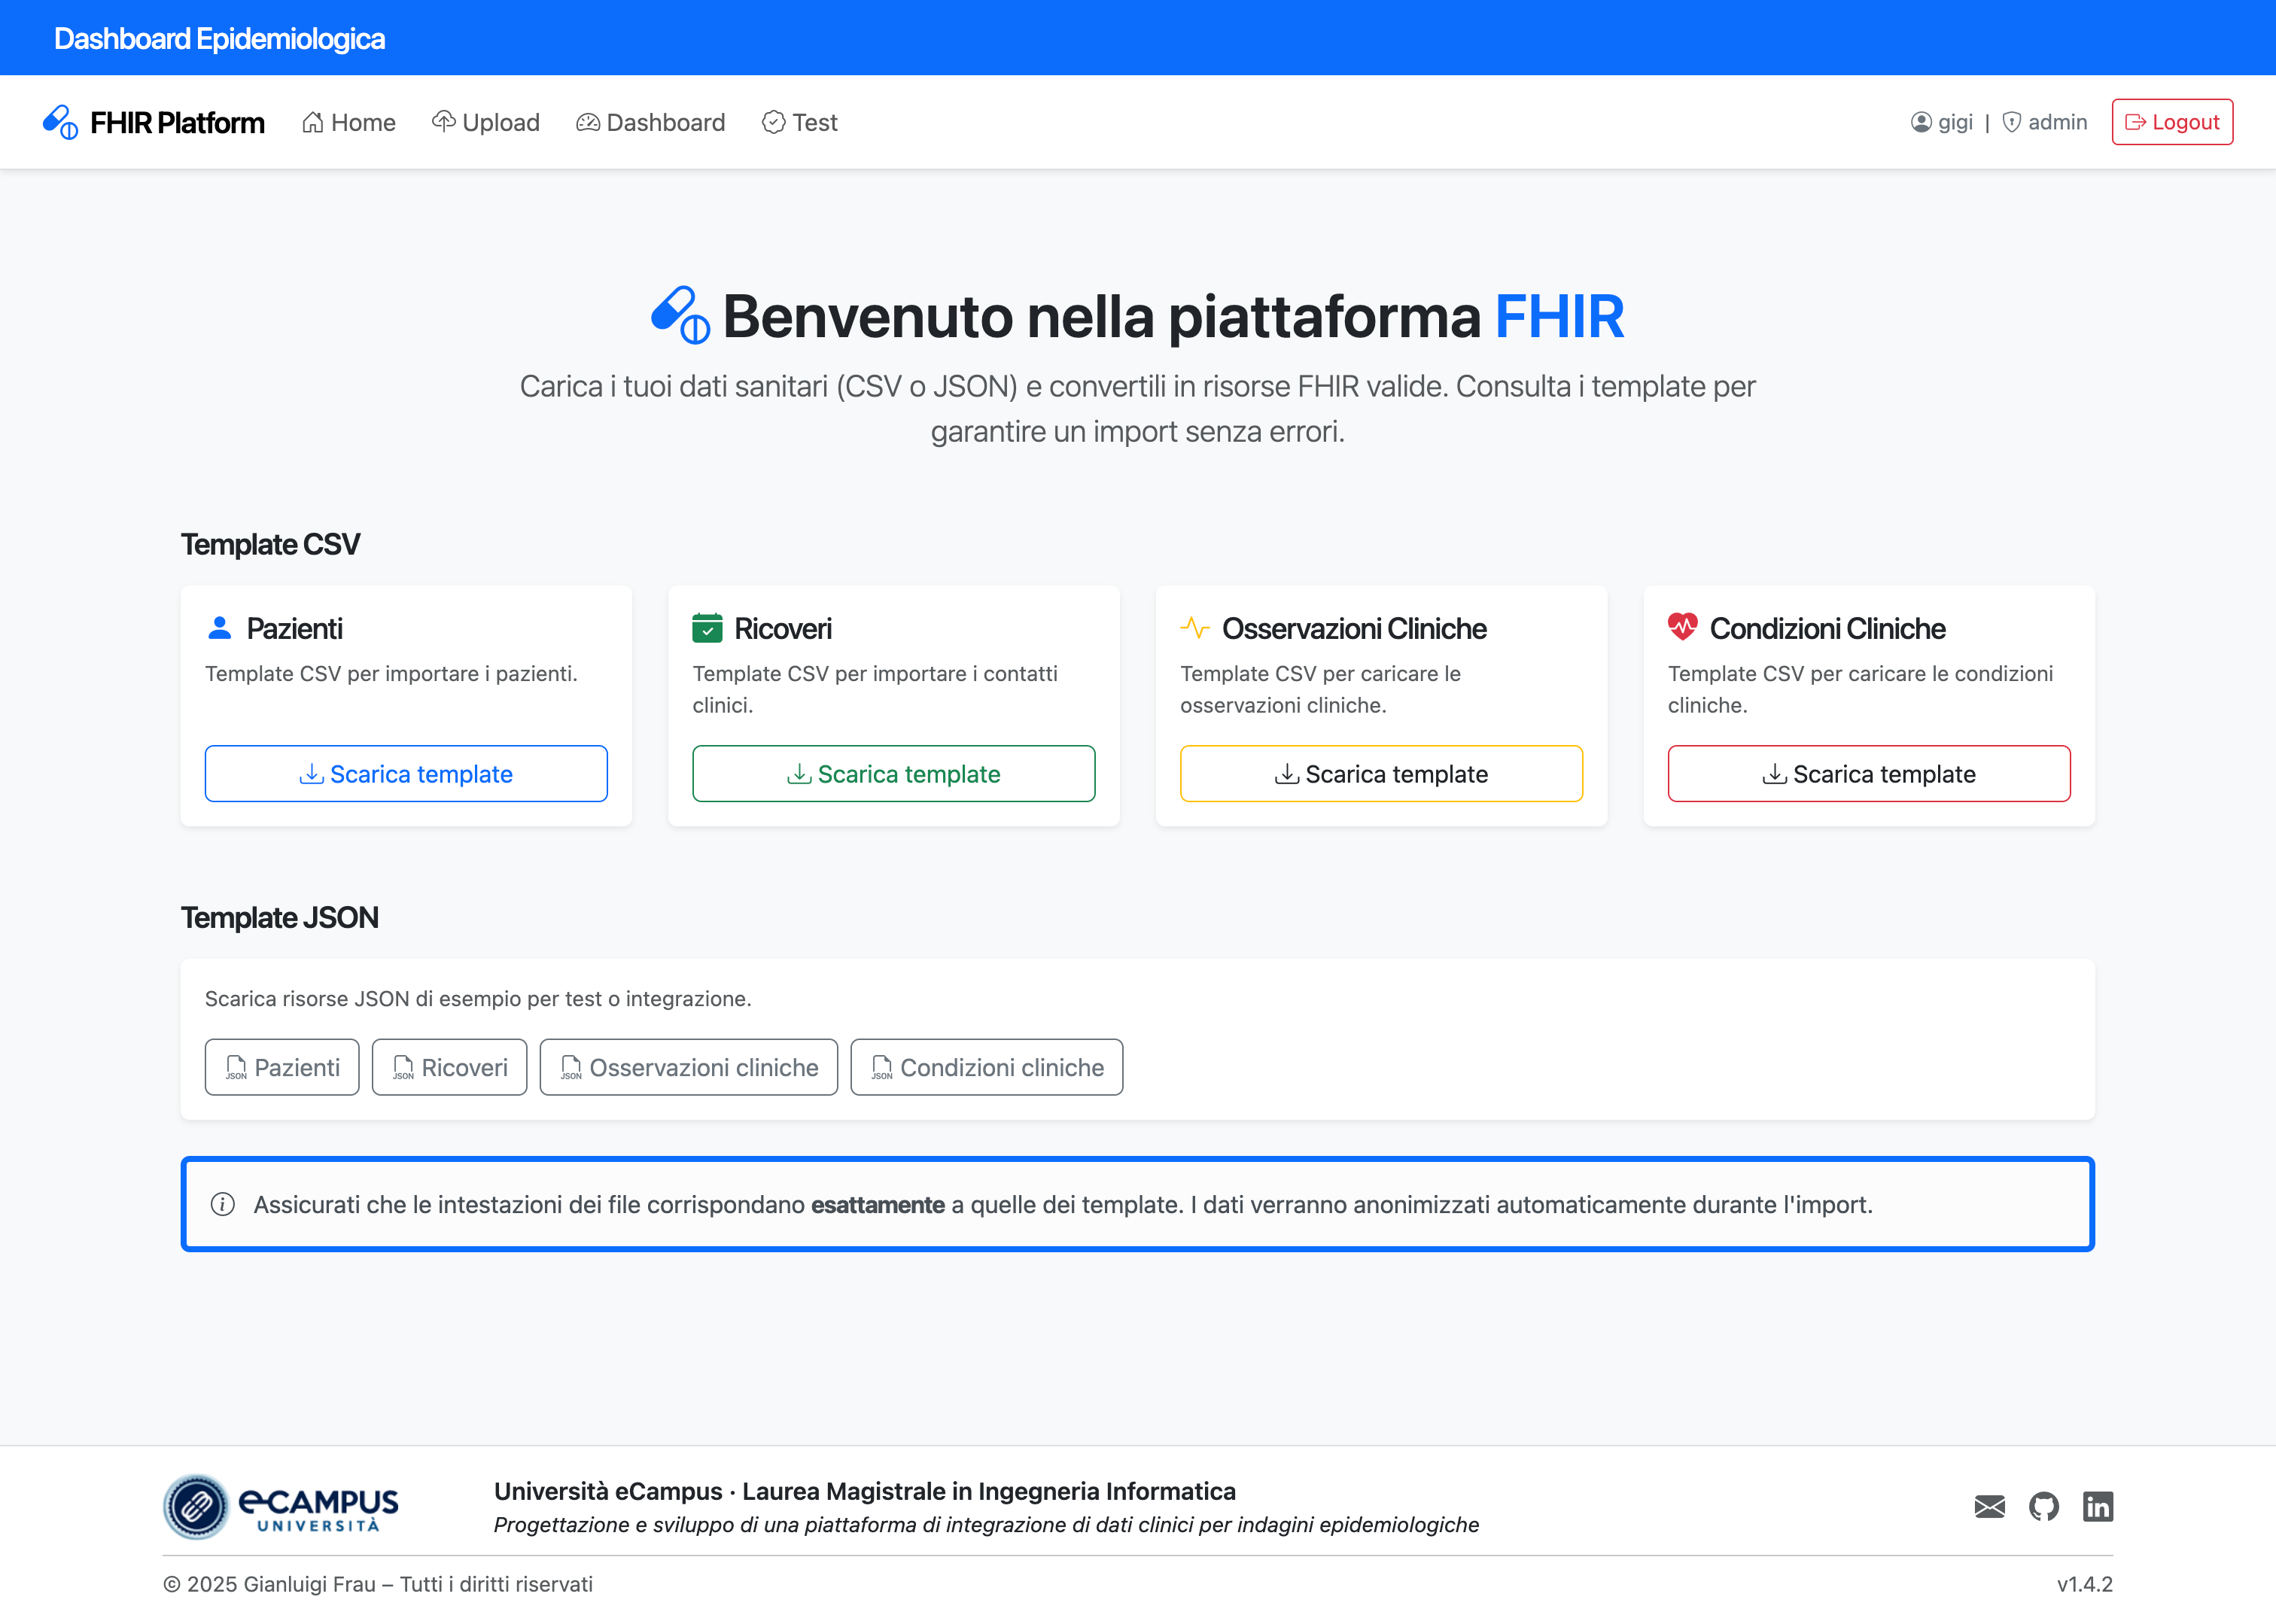 Dashboard Epidemiologica
FHIR Platform
Home
Upload
Dashboard
Test
gigi | admin
Logout
Benvenuto nella piattaforma FHIR
Carica i tuoi dati sanitari (CSV o JSON) e convertili in risorse FHIR valide. Consulta i template per
garantire un import senza errori.
Template CSV
Pazienti
Template CSV per importare i pazienti.
Scarica template
Ricoveri
Template CSV per importare i contatti
clinici.
Scarica template
Osservazioni Cliniche
Template CSV per caricare le
osservazioni cliniche.
Scarica template
Condizioni Cliniche
Template CSV per caricare le condizioni
cliniche.
Scarica template
Template JSON
Scarica risorse JSON di esempio per test o integrazione.
JSON Pazienti
JSON Ricoveri
JSON Osservazioni cliniche
JSON Condizioni cliniche
Assicurati che le intestazioni dei file corrispondano esattamente a quelle dei template. I dati verranno anonimizzati automaticamente durante l'import.
e-CAMPUS
UNIVERSITÀ
Università eCampus · Laurea Magistrale in Ingegneria Informatica
Progettazione e sviluppo di una piattaforma di integrazione di dati clinici per indagini epidemiologiche
in
© 2025 Gianluigi Frau – Tutti i diritti riservati
v1.4.2